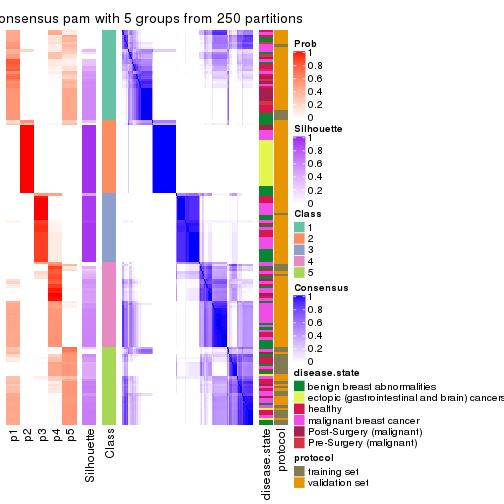 onsensus pam with 5 groups from 250 partitions
Prob
1
0.8
0.6
0.4
0.2
0
Silhouette
1
0.8
0.6
0.4
0.2
0
Class
1
2
3
4
5
Consensus
1
0.8
0.6
0.4
0.2
0
disease.state
benign breast abnormalities
ectopic (gastrointestinal and brain) cancers
healthy
malignant breast cancer
Post-Surgery (malignant)
Pre-Surgery (malignant)
protocol
training set
validation set
p1
p2
p3
p4
p5
Silhouette
Class
disease.state
protocol